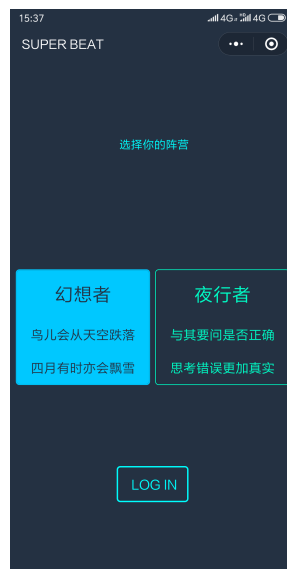 15:37
4G 4G
SUPER BEAT
选择你的阵营
幻想者
鸟儿会从天空跌落
四月有时亦会飘雪
夜行者
与其要问是否正确
思考错误更加真实
LOG IN